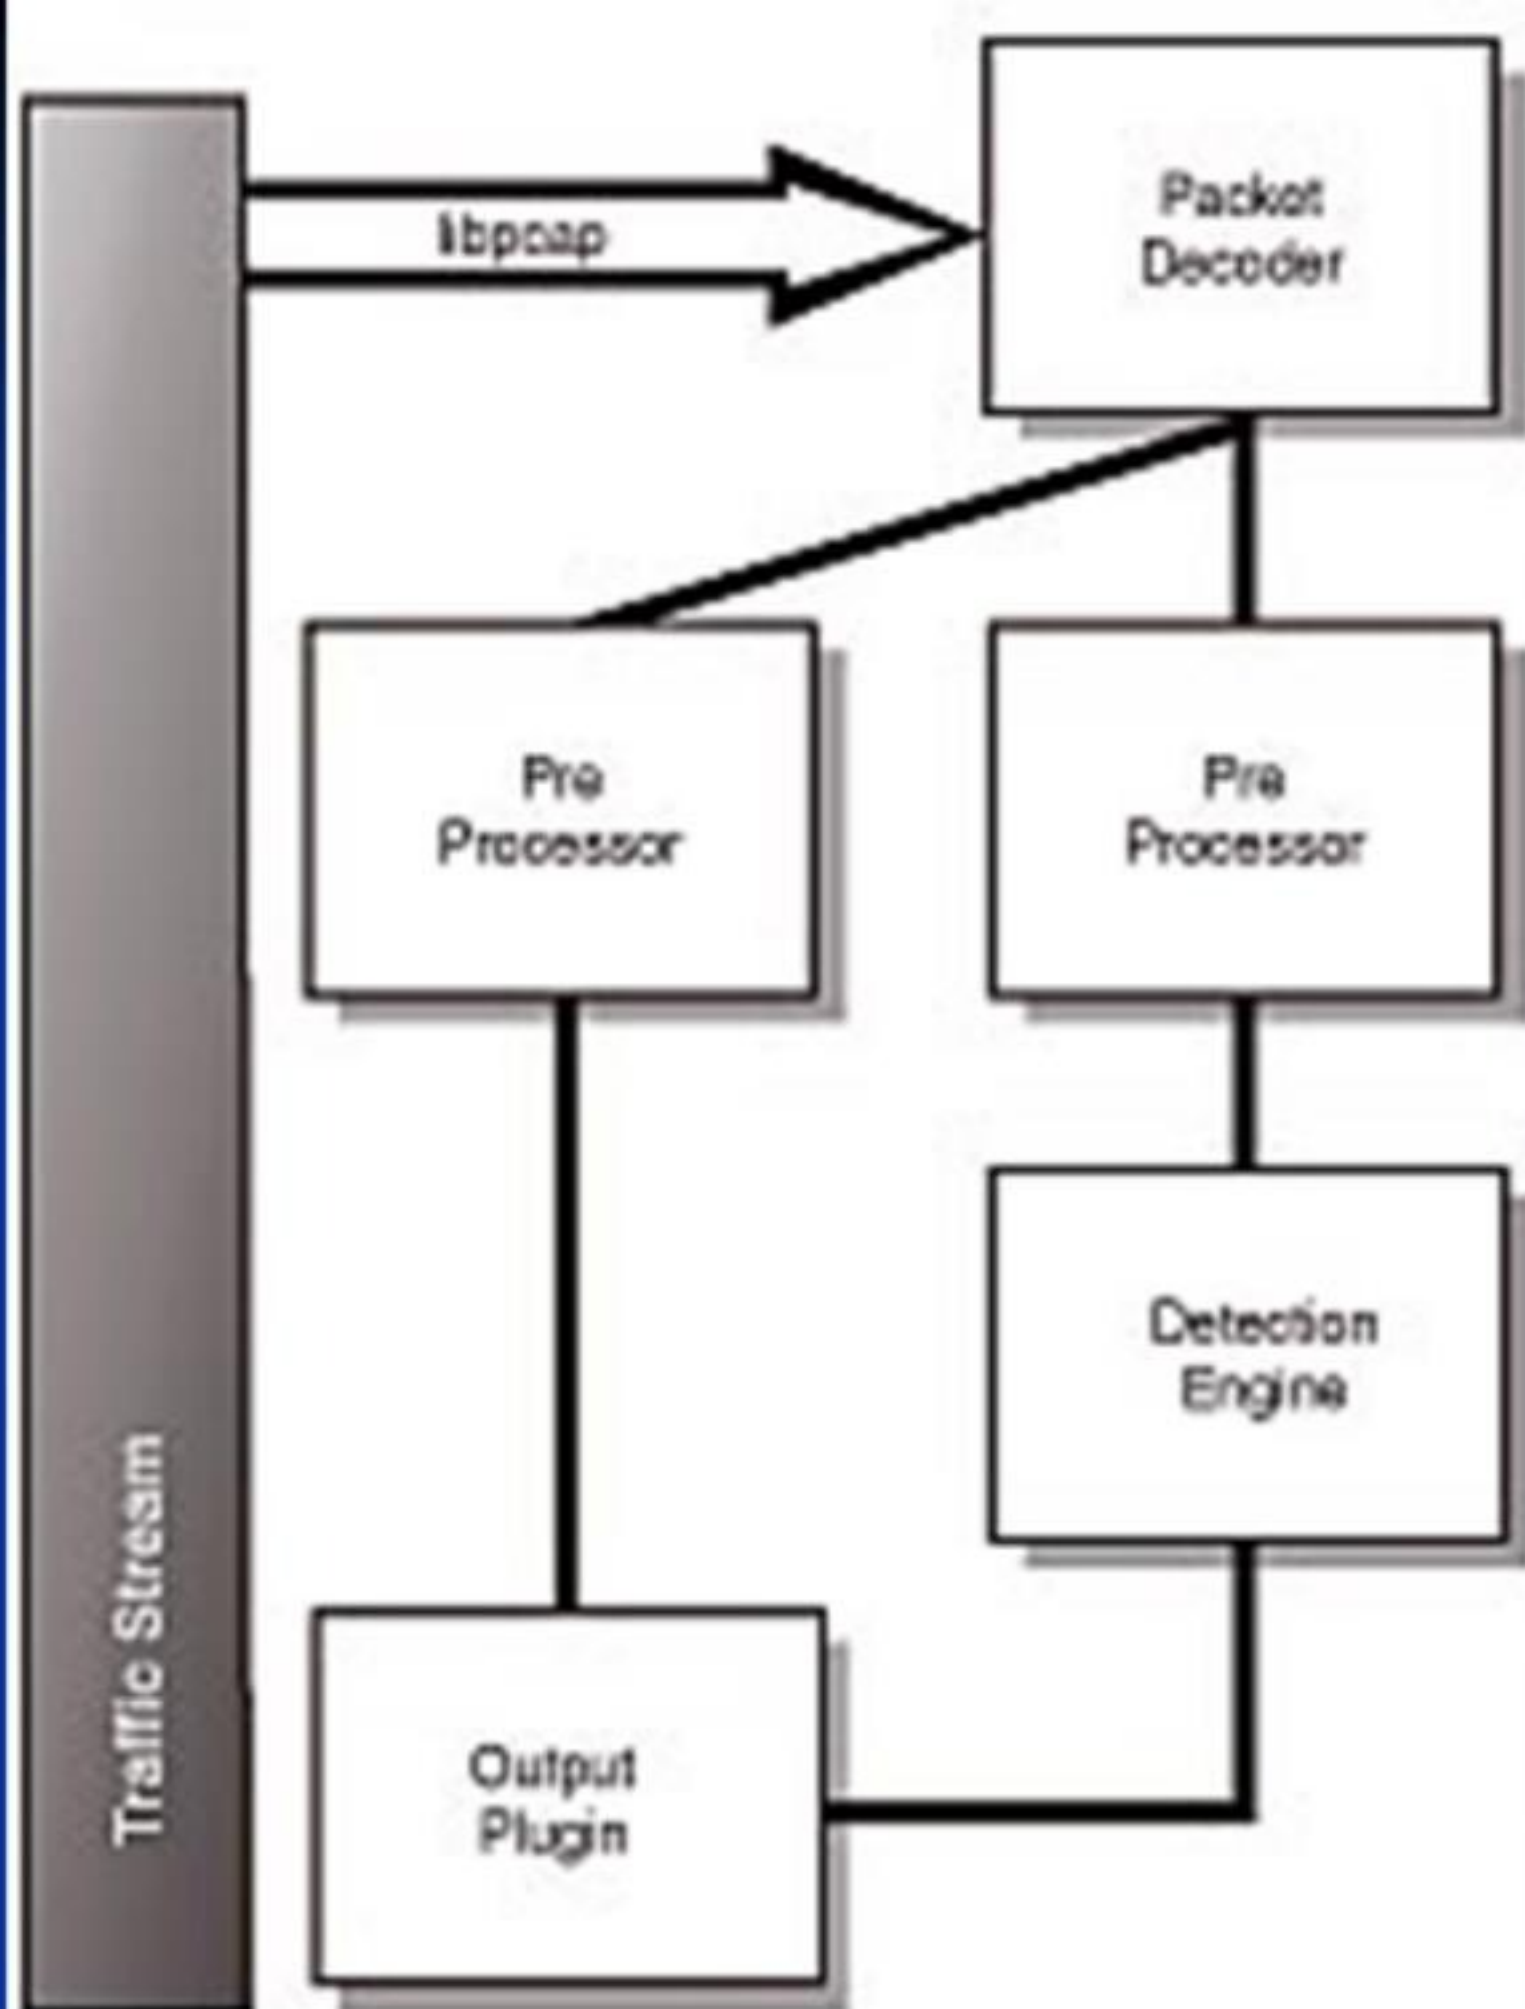 libpcap
Packet
Decoder
Pre
Processor
Pre
Processor
Detection
Engine
Output
Plugin
Traffic Stream